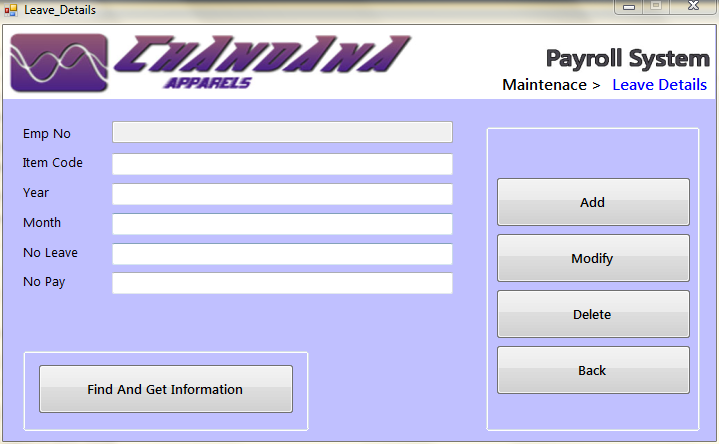 Leave_Details
CHANDANA
APPARELS
Payroll System
Maintenace > Leave Details
Emp No
Item Code
Year
Month
No Leave
No Pay
Add
Modify
Delete
Back
Find And Get Information